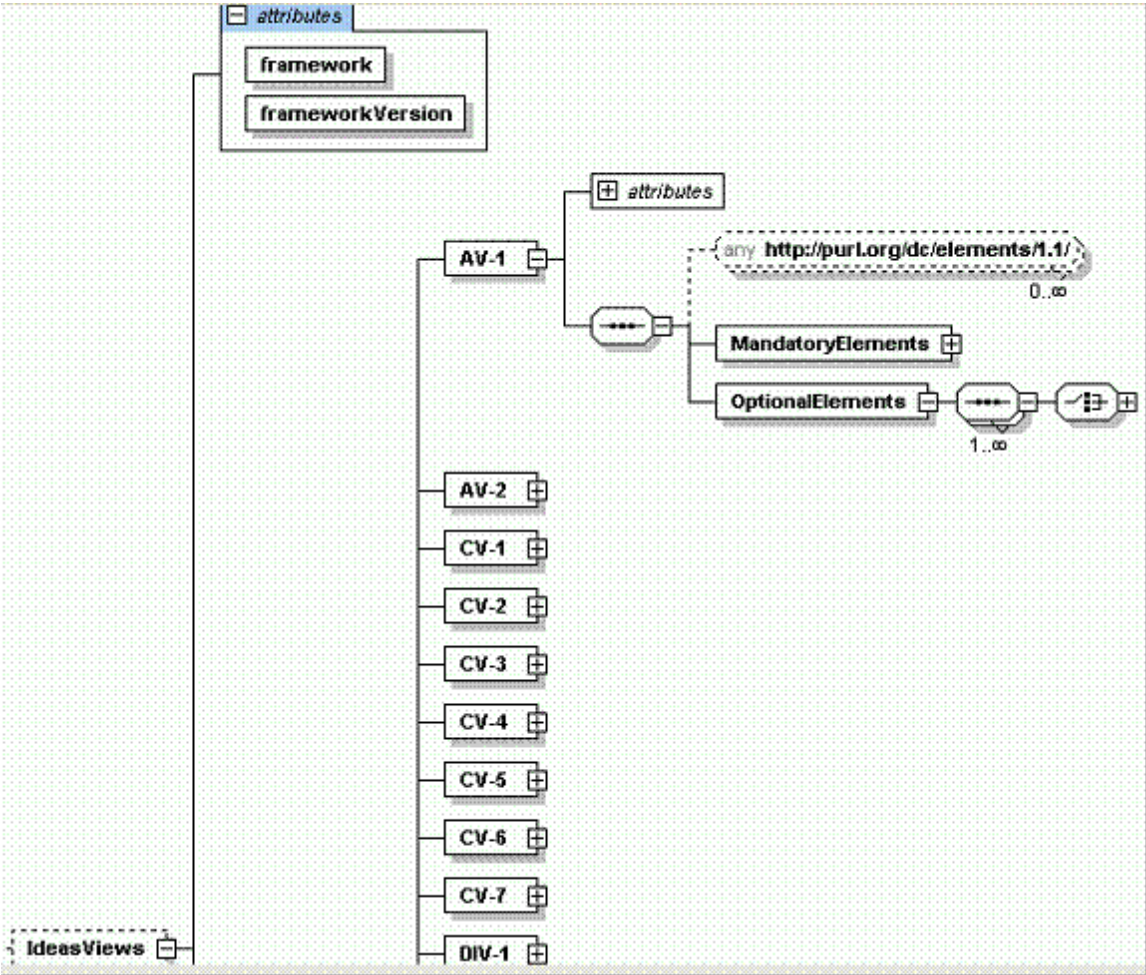 attributes
framework
frameworkVersion
attributes
AV-1
any http://purl.org/dc/elements/1.1/
0..∞
MandatoryElements
OptionalElements
1..∞
AV-2
CV-1
CV-2
CV-3
CV-4
CV-5
CV-6
CV-7
IdeasViews
DIV-1